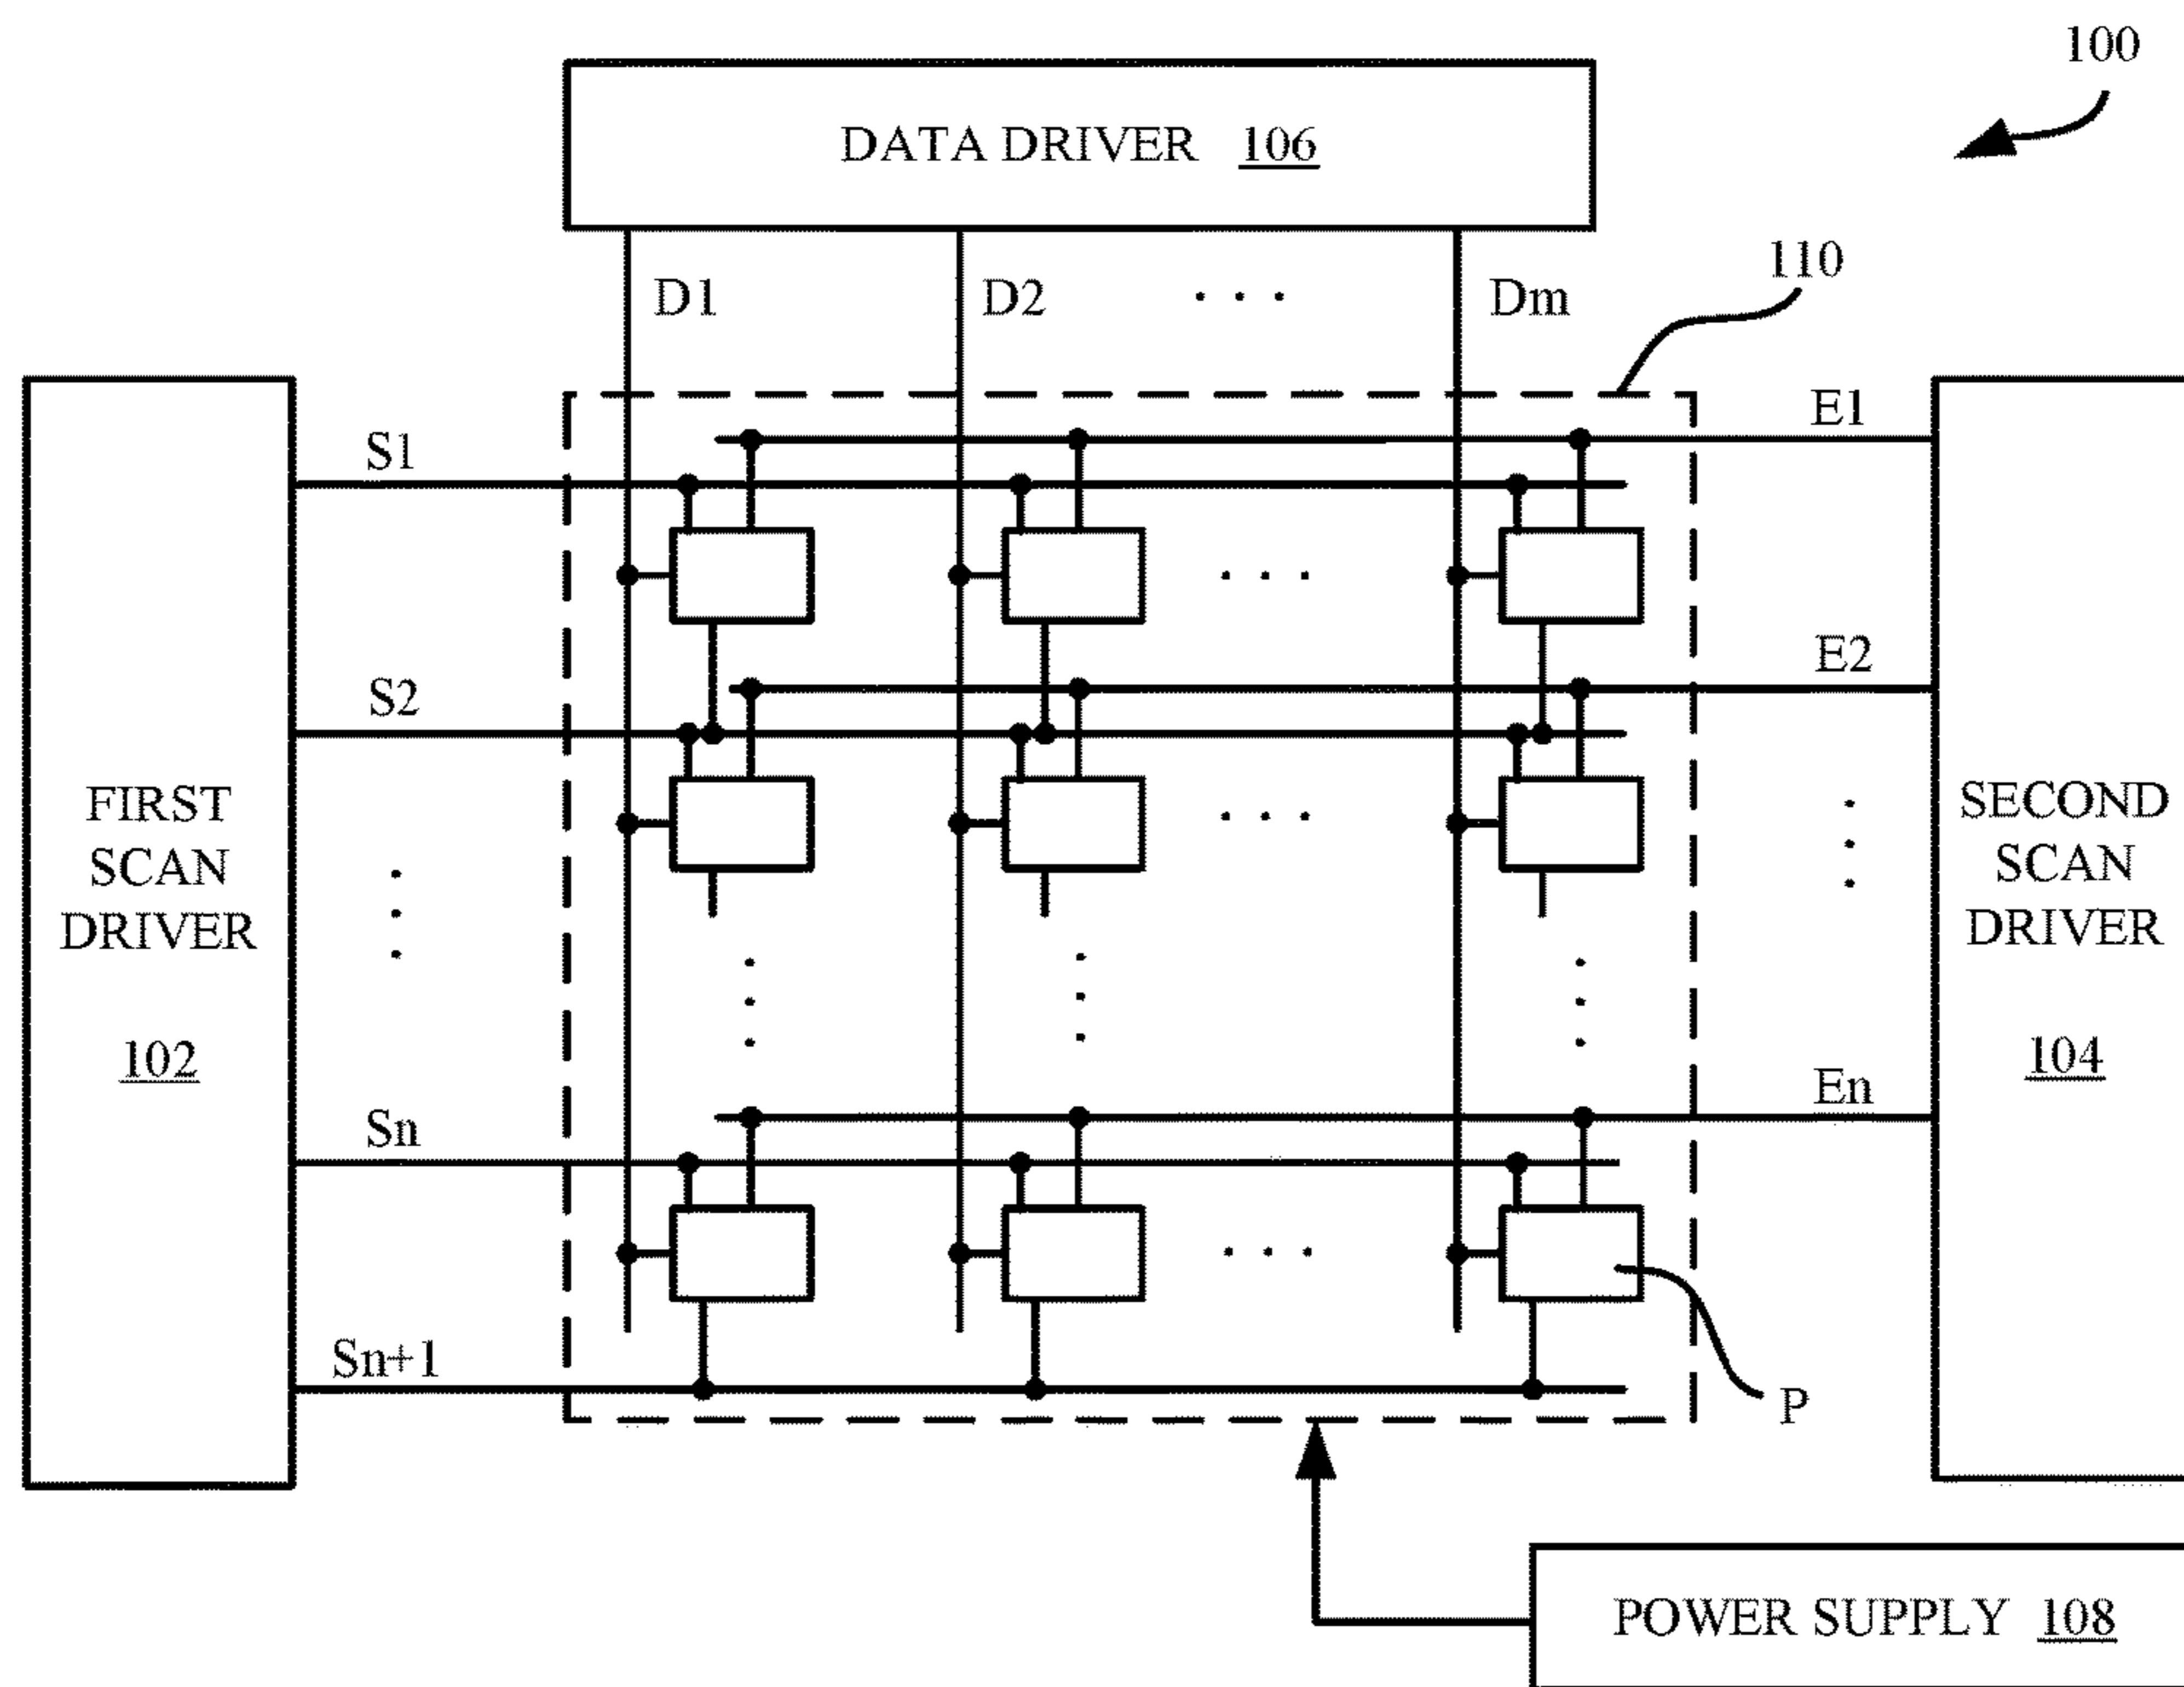 100
DATA DRIVER 106
110
D1 D2 . . . Dm
E1
S1
. . .
E2
S2
. . .
FIRST
SCAN
DRIVER
102
SECOND
SCAN
DRIVER
104
En
Sn
. . .
Sn+1
P
POWER SUPPLY 108